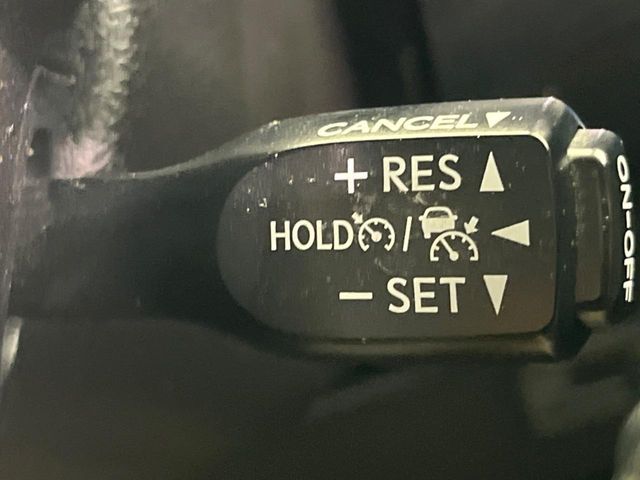 CANCEL▼
+ RES ▲
HOLD / ◀
− SET ▼
ON-OFF